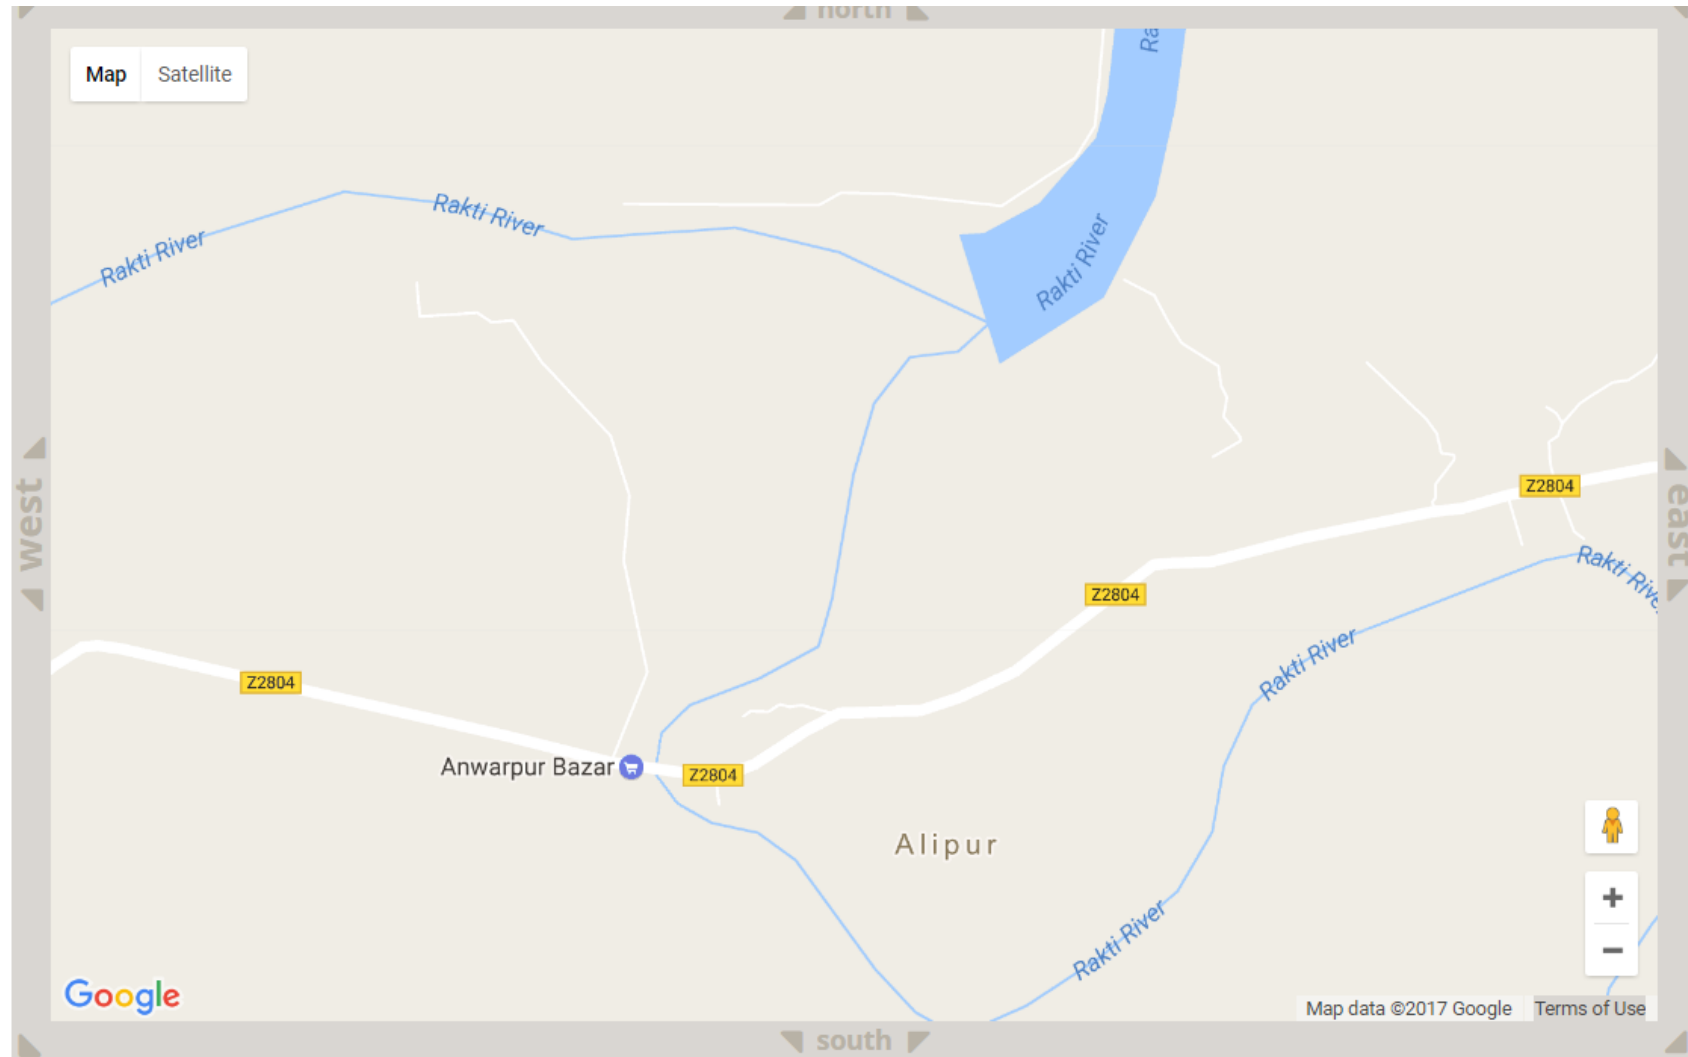 north
Map Satellite
Rakti River
Rakti River
Rakti River
west
east
Z2804
Rakti
Z2804
Rakti River
Z2804
Anwarpur Bazar
Z2804
Alipur
Rakti River
Google
Map data ©2017 Google Terms of Use
south